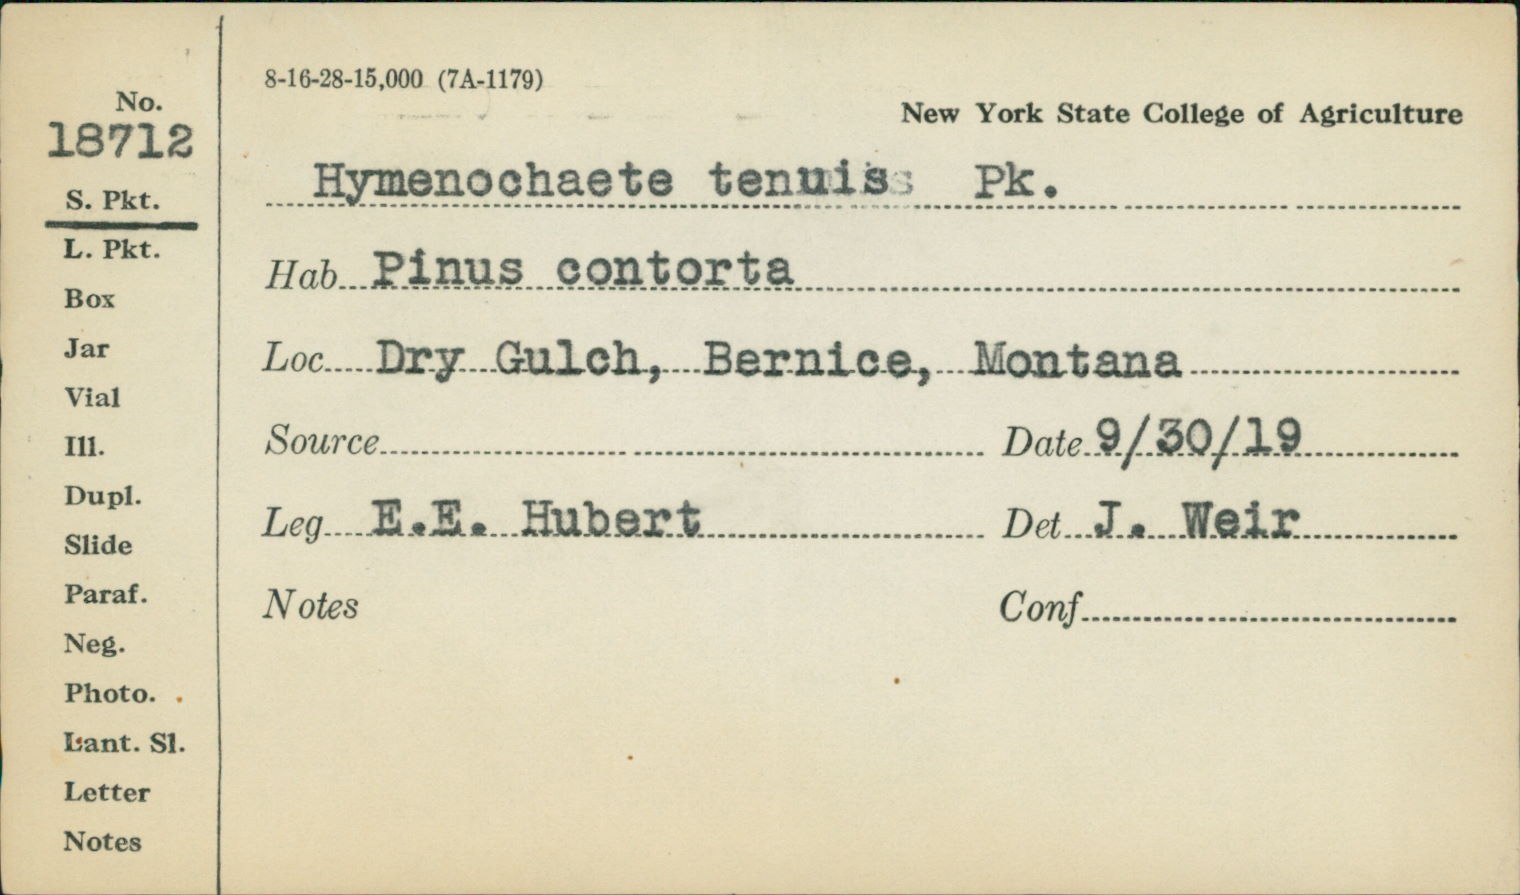 8-16-28-15,000 (7A-1179)
New York State College of Agriculture
No.
18712
S. Pkt.
L. Pkt.
Box
Jar
Vial
Ill.
Dupl.
Slide
Paraf.
Neg.
Photo.
Lant. Sl.
Letter
Notes
Hymenochaete tenuis Pk.
Hab Pinus contorta
Loc Dry Gulch, Bernice, Montana
Source Date 9/30/19
Leg E.E. Hubert Det J. Weir
Notes Conf